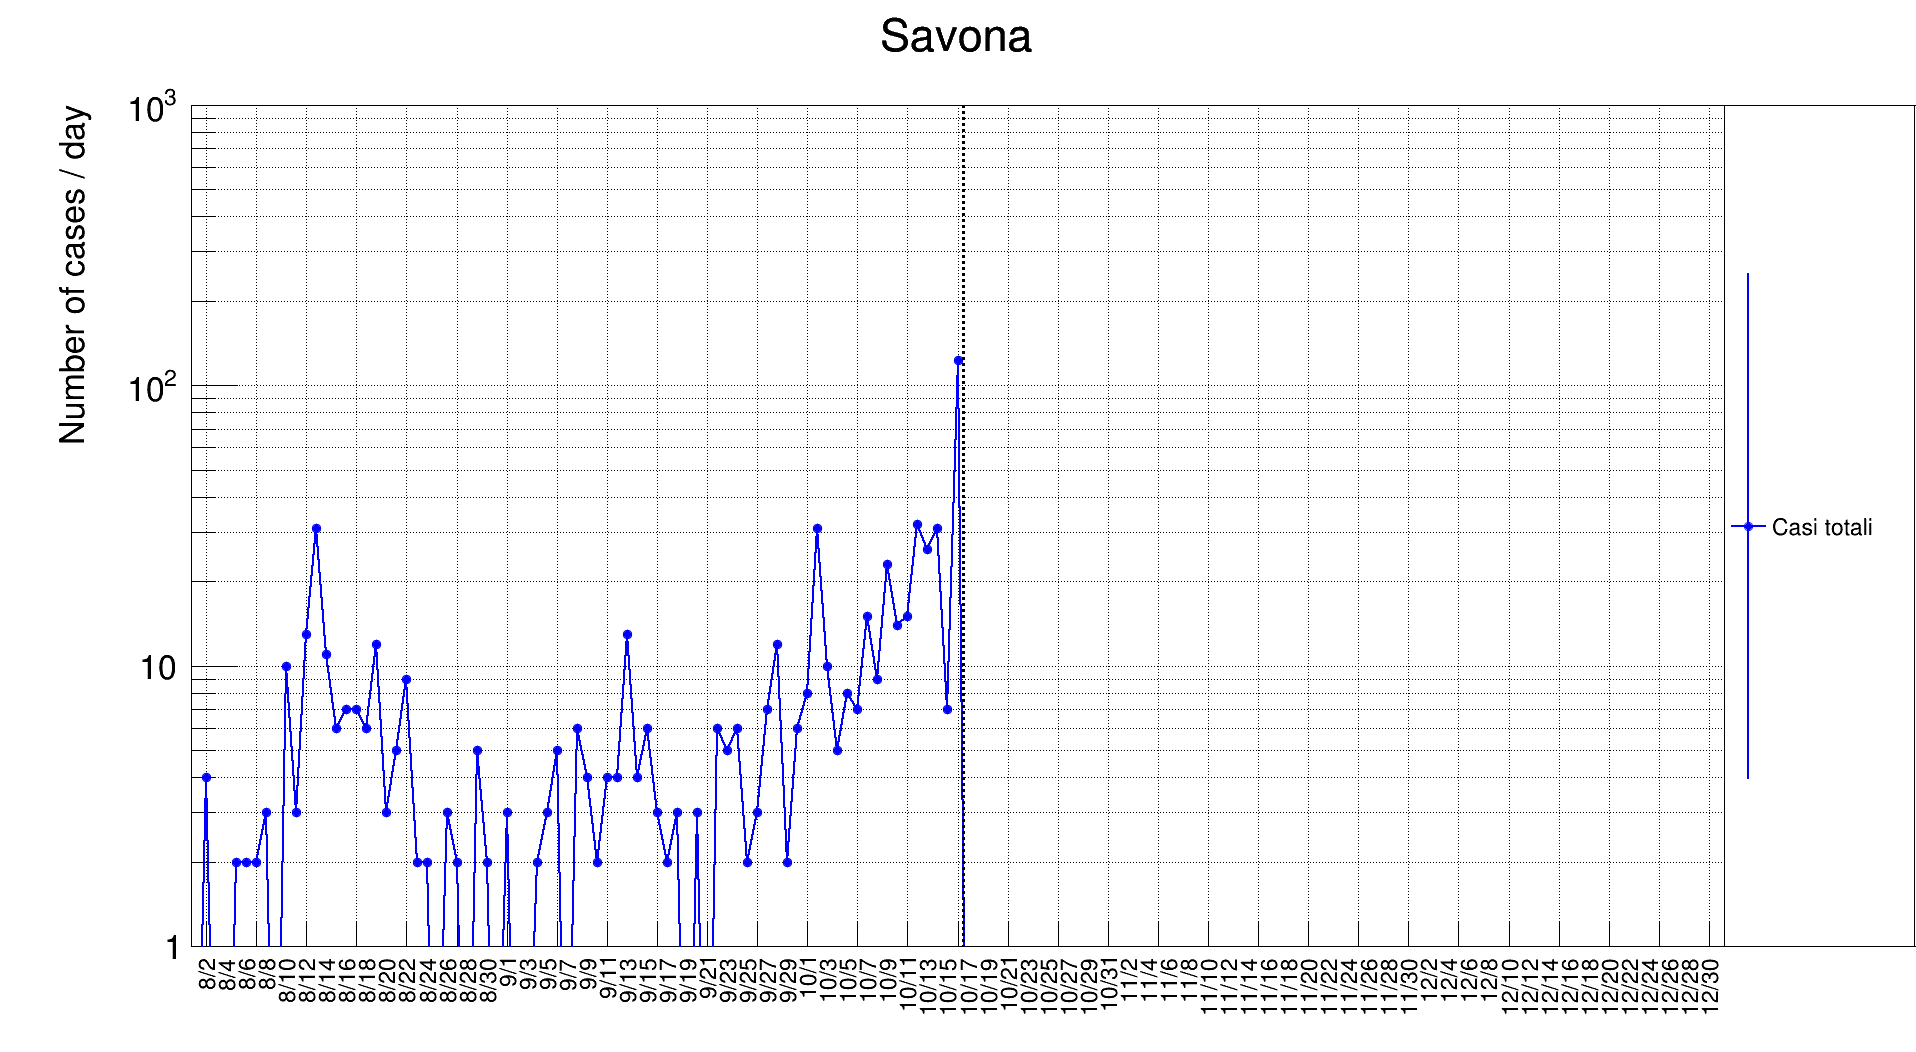 Savona
Number of cases / day
10³
10²
10
1
8/2 8/4 8/6 8/8 8/10 8/12 8/14 8/16 8/18 8/20 8/22 8/24 8/26 8/28 8/30 9/1 9/3 9/5 9/7 9/9 9/11 9/13 9/15 9/17 9/19 9/21 9/23 9/25 9/27 9/29 10/1 10/3 10/5 10/7 10/9 10/11 10/13 10/15 10/17 10/19 10/21 10/23 10/25 10/27 10/29 10/31 11/2 11/4 11/6 11/8 11/10 11/12 11/14 11/16 11/18 11/20 11/22 11/24 11/26 11/28 11/30 12/2 12/4 12/6 12/8 12/10 12/12 12/14 12/16 12/18 12/20 12/22 12/24 12/26 12/28 12/30
Casi totali